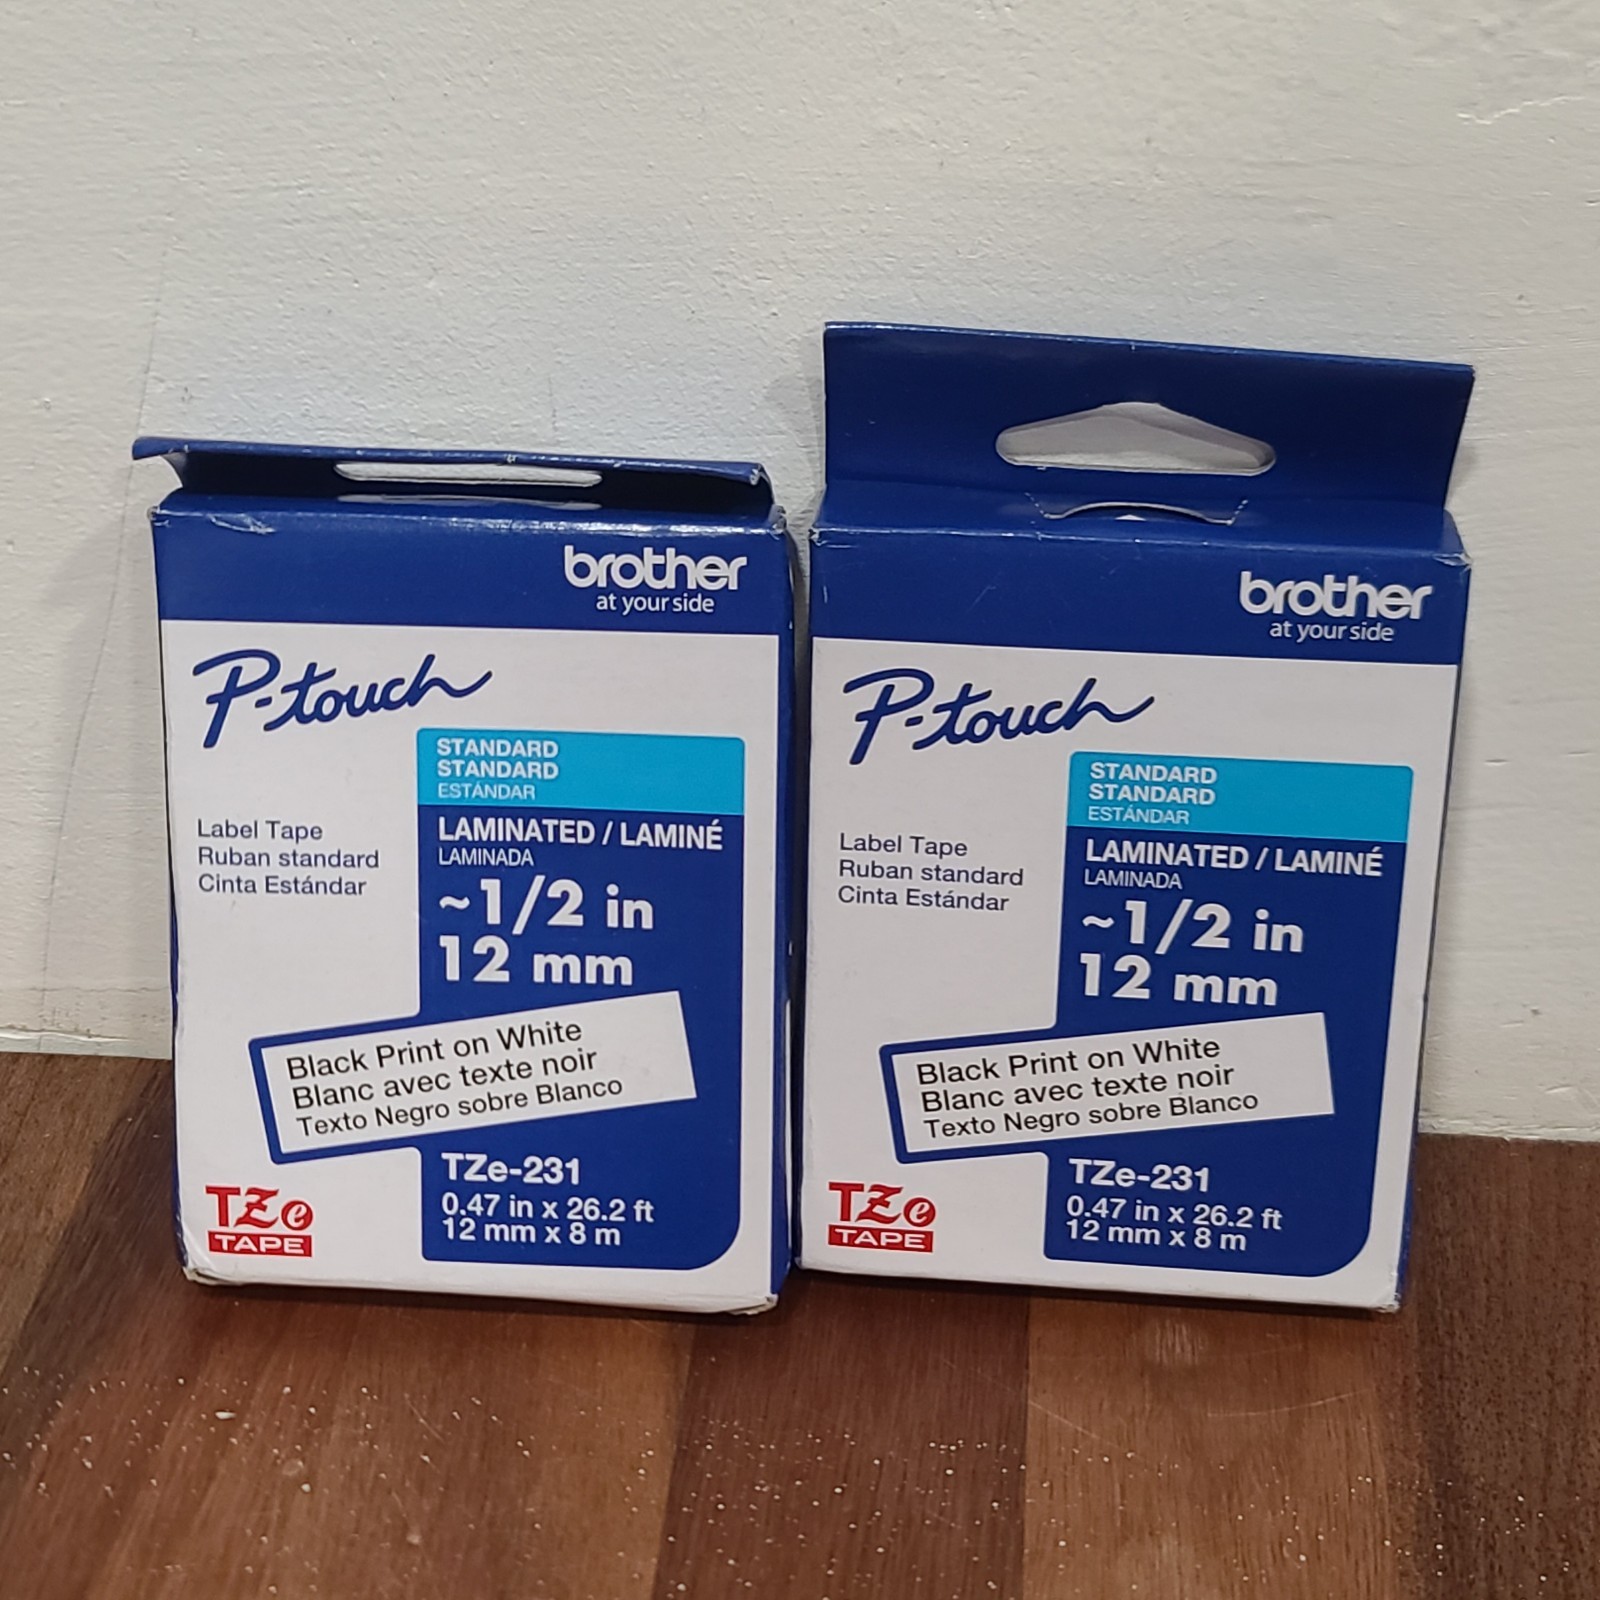 brother
at your side
P-touch
STANDARD
STANDARD
ESTÁNDAR
Label Tape
Ruban standard
Cinta Estándar
LAMINATED / LAMINÉ
LAMINADA
~1/2 in
12 mm
Black Print on White
Blanc avec texte noir
Texto Negro sobre Blanco
TZe-231
0.47 in x 26.2 ft
12 mm x 8 m
TZe
TAPE
brother
at your side
P-touch
STANDARD
STANDARD
ESTÁNDAR
Label Tape
Ruban standard
Cinta Estándar
LAMINATED / LAMINÉ
LAMINADA
~1/2 in
12 mm
Black Print on White
Blanc avec texte noir
Texto Negro sobre Blanco
TZe-231
0.47 in x 26.2 ft
12 mm x 8 m
TZe
TAPE